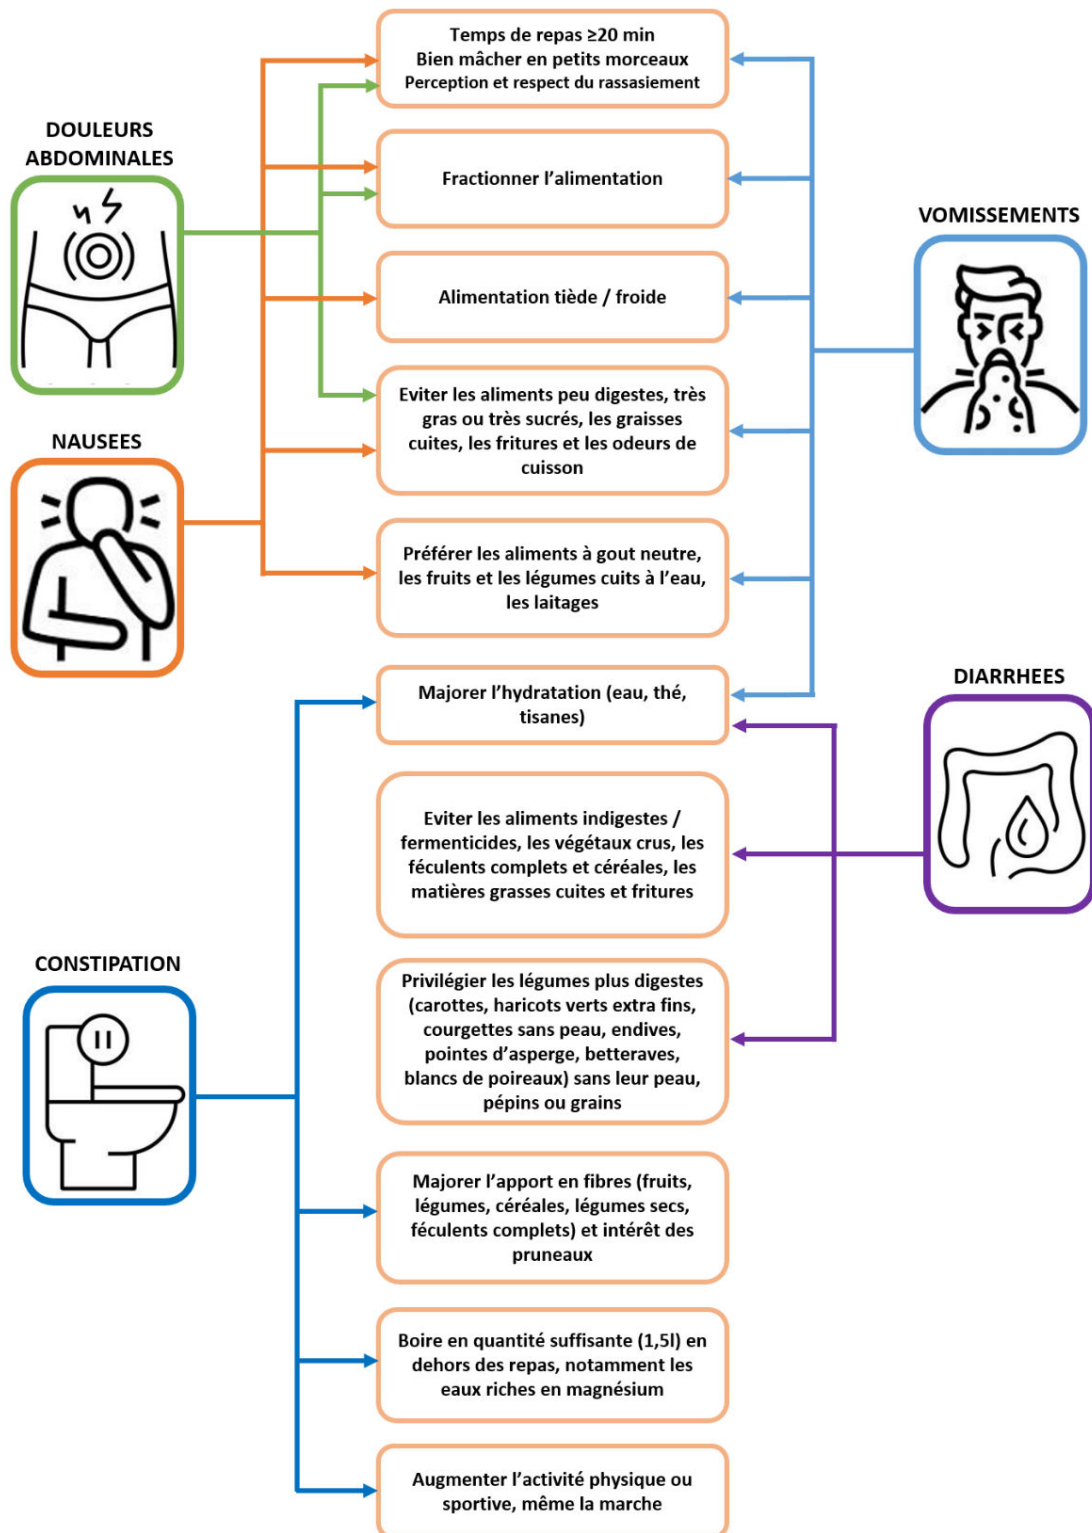 Temps de repas ≥20 min
Bien mâcher en petits morceaux
Perception et respect du rassasiement
DOULEURS
ABDOMINALES
Fractionner l’alimentation
VOMISSEMENTS
Alimentation tiède / froide
Eviter les aliments peu digestes, très
gras ou très sucrés, les graisses
cuites, les fritures et les odeurs de
cuisson
NAUSEES
Préférer les aliments à gout neutre,
les fruits et les légumes cuits à l’eau,
les laitages
Majorer l’hydratation (eau, thé,
tisanes)
DIARRHEES
Eviter les aliments indigestes /
fermenticides, les végétaux crus, les
féculents complets et céréales, les
matières grasses cuites et fritures
CONSTIPATION
Privilégier les légumes plus digestes
(carottes, haricots verts extra fins,
courgettes sans peau, endives,
pointes d’asperge, betteraves,
blancs de poireaux) sans leur peau,
pépins ou grains
Majorer l’apport en fibres (fruits,
légumes, céréales, légumes secs,
féculents complets) et intérêt des
pruneaux
Boire en quantité suffisante (1,5l) en
dehors des repas, notamment les
eaux riches en magnésium
Augmenter l’activité physique ou
sportive, même la marche